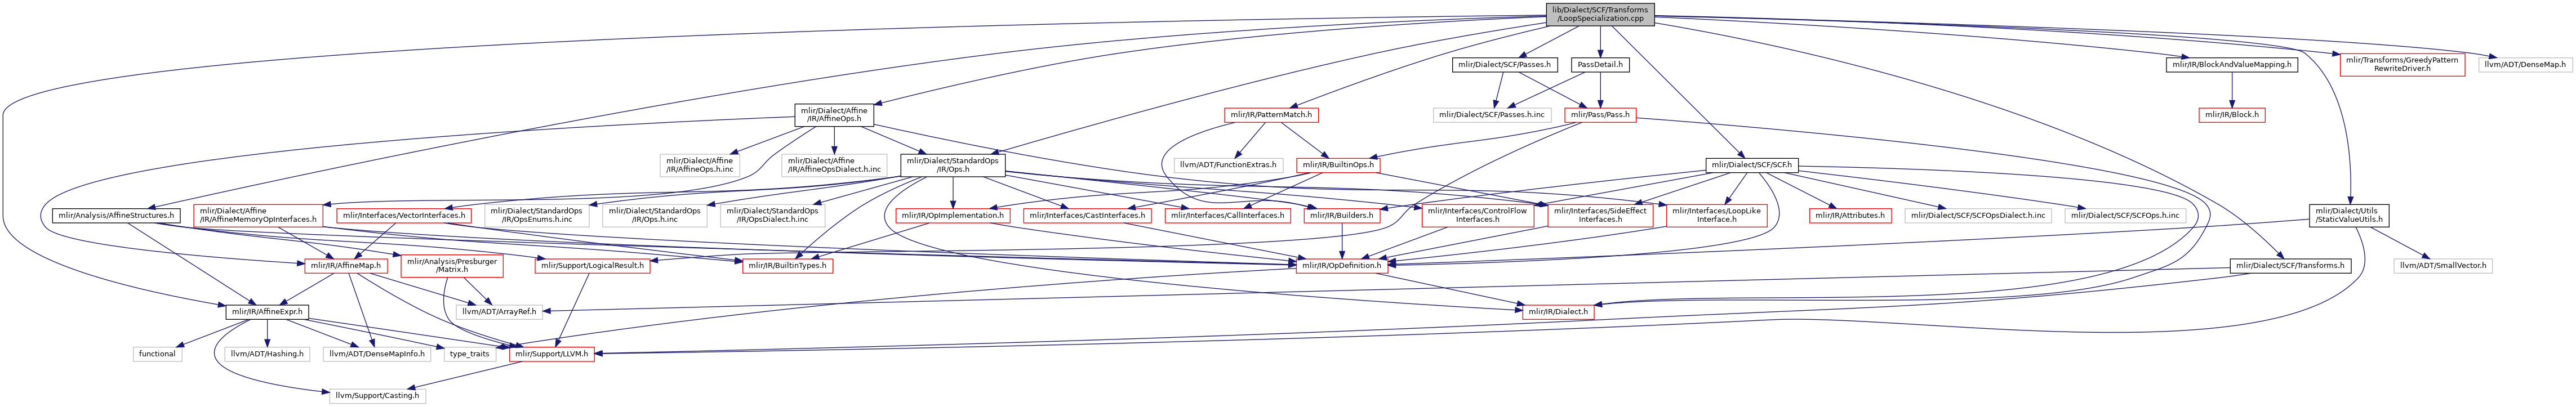 lib/Dialect/SCF/Transforms
/LoopSpecialization.cpp
mlir/Dialect/SCF/Passes.h
PassDetail.h
mlir/IR/BlockAndValueMapping.h
mlir/Transforms/GreedyPattern
RewriteDriver.h
llvm/ADT/DenseMap.h
mlir/Dialect/Affine
/IR/AffineOps.h
mlir/IR/PatternMatch.h
mlir/Dialect/SCF/Passes.h.inc
mlir/Pass/Pass.h
mlir/IR/Block.h
mlir/Dialect/Affine
/IR/AffineOps.h.inc
mlir/Dialect/Affine
/IR/AffineOpsDialect.h.inc
mlir/Dialect/StandardOps
/IR/Ops.h
llvm/ADT/FunctionExtras.h
mlir/IR/BuiltinOps.h
mlir/Dialect/SCF/SCF.h
mlir/Analysis/AffineStructures.h
mlir/Dialect/Affine
/IR/AffineMemoryOpInterfaces.h
mlir/Interfaces/VectorInterfaces.h
mlir/Dialect/StandardOps
/IR/OpsEnums.h.inc
mlir/Dialect/StandardOps
/IR/Ops.h.inc
mlir/Dialect/StandardOps
/IR/OpsDialect.h.inc
mlir/IR/OpImplementation.h
mlir/Interfaces/CastInterfaces.h
mlir/Interfaces/CallInterfaces.h
mlir/IR/Builders.h
mlir/Interfaces/ControlFlow
Interfaces.h
mlir/Interfaces/SideEffect
Interfaces.h
mlir/Interfaces/LoopLike
Interface.h
mlir/IR/Attributes.h
mlir/Dialect/SCF/SCFOpsDialect.h.inc
mlir/Dialect/SCF/SCFOps.h.inc
mlir/Dialect/Utils
/StaticValueUtils.h
mlir/IR/AffineMap.h
mlir/Analysis/Presburger
/Matrix.h
mlir/Support/LogicalResult.h
mlir/IR/BuiltinTypes.h
mlir/IR/OpDefinition.h
mlir/Dialect/SCF/Transforms.h
llvm/ADT/SmallVector.h
mlir/IR/AffineExpr.h
llvm/ADT/ArrayRef.h
mlir/IR/Dialect.h
functional
llvm/ADT/Hashing.h
llvm/ADT/DenseMapInfo.h
type_traits
mlir/Support/LLVM.h
llvm/Support/Casting.h